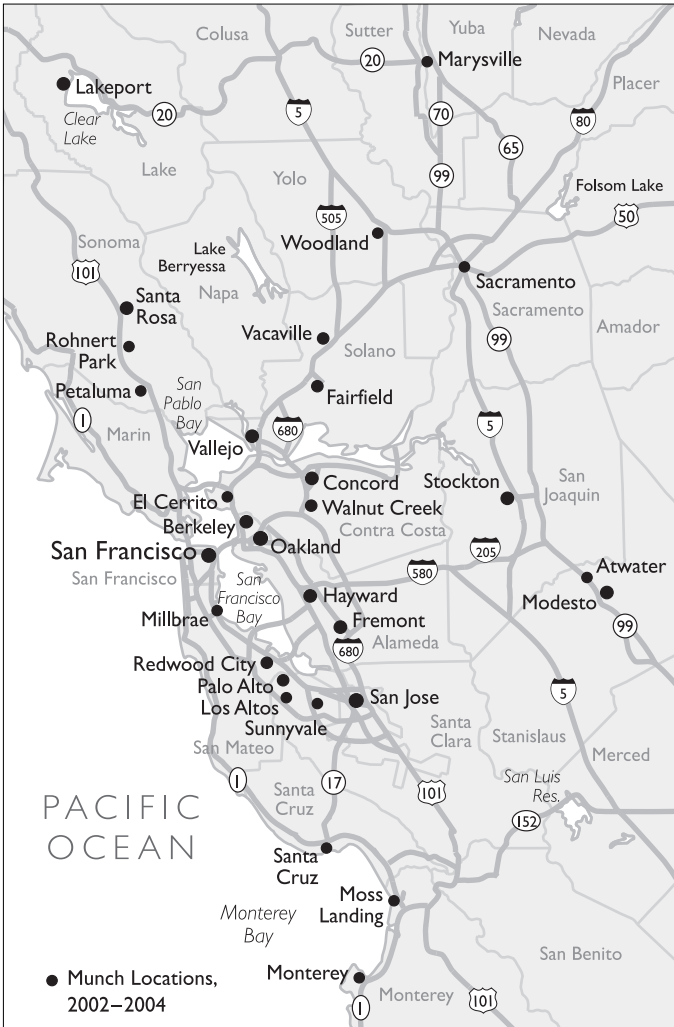 Colusa
Sutter
Yuba
Nevada
20
Marysville
Placer
Lakeport
Clear
Lake
20
5
70
80
65
Lake
Yolo
99
Folsom Lake
505
50
Woodland
Sonoma
Lake
Berryessa
101
Napa
Sacramento
Santa
Rosa
Sacramento
Amador
Rohnert
Park
Vacaville
99
Solano
Petaluma
San
Pablo
Bay
Fairfield
1
Marin
680
5
Vallejo
Concord
Stockton
San
Joaquin
El Cerrito
Walnut Creek
Berkeley
Contra Costa
Oakland
San Francisco
205
San Francisco
580
Atwater
San
Francisco
Bay
Hayward
Modesto
Millbrae
Fremont
99
Alameda
680
Redwood City
Palo Alto
Los Altos
San Jose
5
Sunnyvale
Santa
Clara
Stanislaus
San Mateo
Merced
1
17
101
San Luis
Res.
Santa
Cruz
152
PACIFIC
OCEAN
Santa
Cruz
Moss
Landing
Monterey
Bay
San Benito
Monterey
Munch Locations,
2002–2004
Monterey
101
1